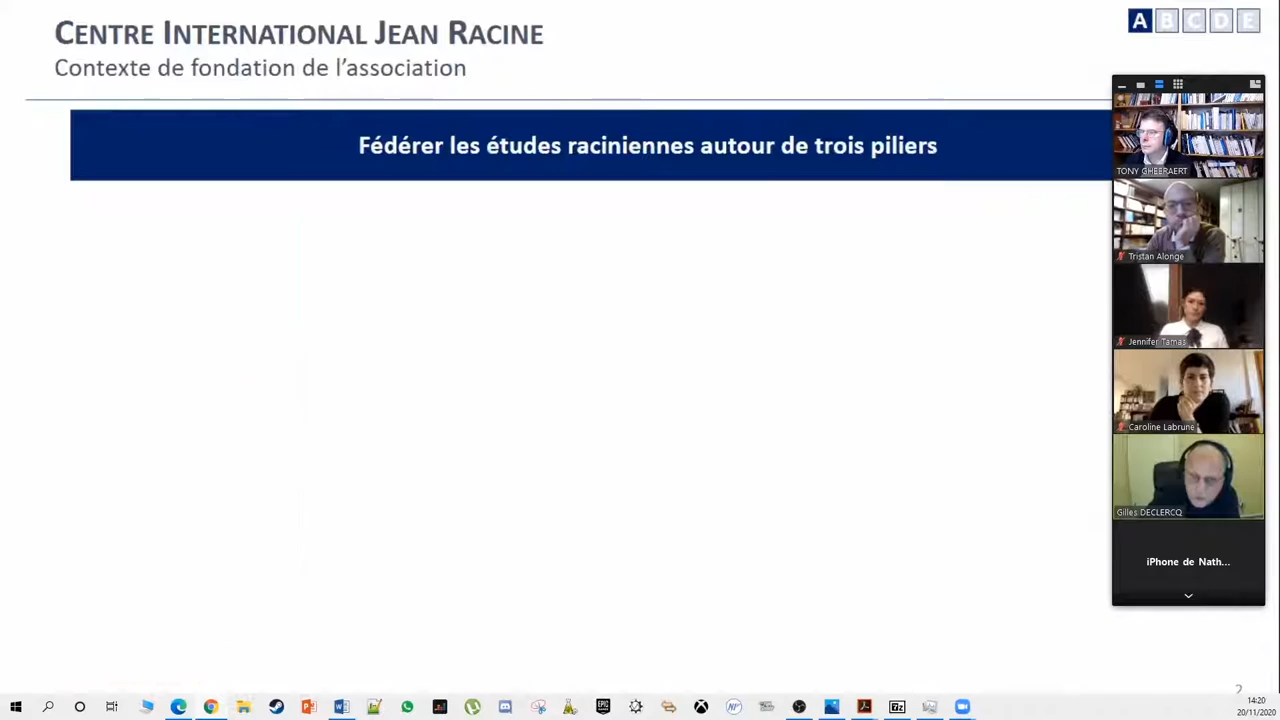 CENTRE INTERNATIONAL JEAN RACINE
Contexte de fondation de l'association
A B C D E
Fédérer les études raciniennes autour de trois piliers
TONY GHEERAERT
Tristan Alonge
Jennifer Tamas
Caroline Labrune
Gilles DECLERCQ
iPhone de Nath...
2
14:20
20/11/2020